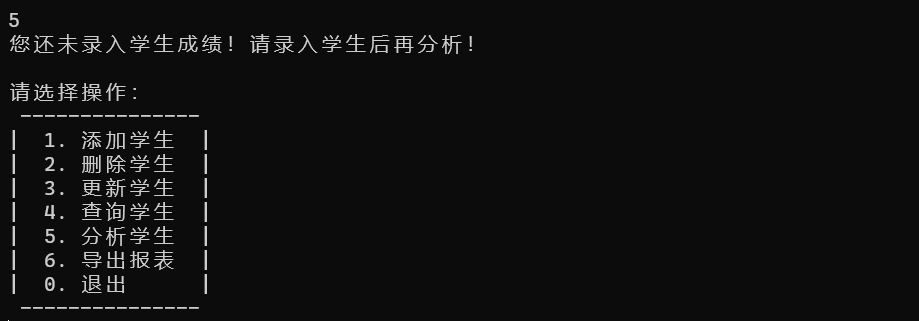 5
您还未录入学生成绩！请录入学生后再分析！
请选择操作：
---------------
|  1. 添加学生  |
|  2. 删除学生  |
|  3. 更新学生  |
|  4. 查询学生  |
|  5. 分析学生  |
|  6. 导出报表  |
|  0. 退出      |
---------------